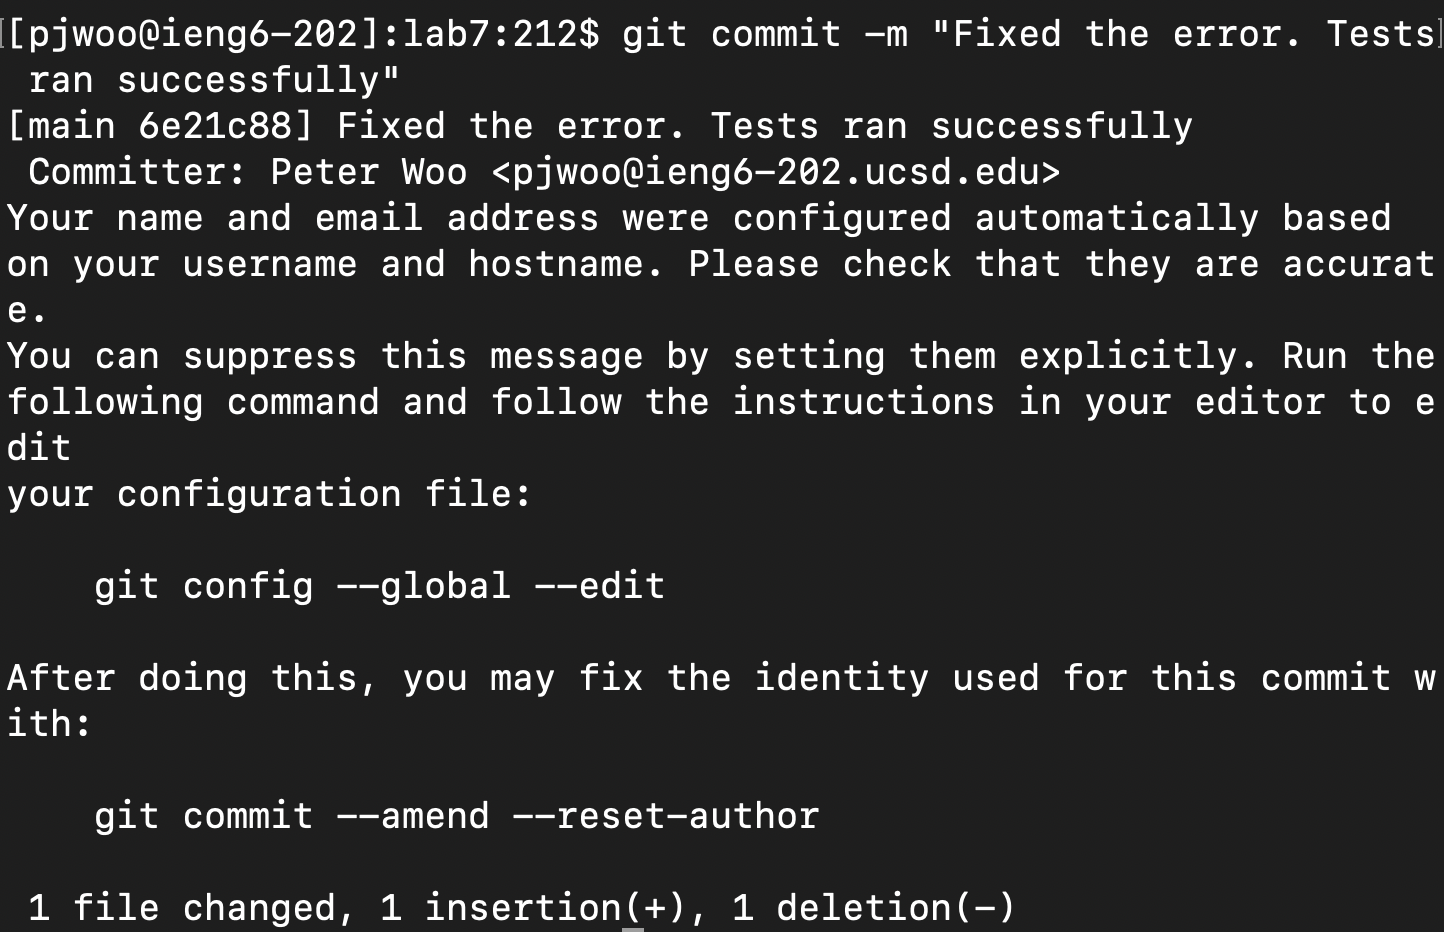 [[pjwoo@ieng6-202]:lab7:212$ git commit -m "Fixed the error. Tests]
 ran successfully"
[main 6e21c88] Fixed the error. Tests ran successfully
 Committer: Peter Woo <pjwoo@ieng6-202.ucsd.edu>
Your name and email address were configured automatically based
on your username and hostname. Please check that they are accurat
e.
You can suppress this message by setting them explicitly. Run the
following command and follow the instructions in your editor to e
dit
your configuration file:

    git config --global --edit

After doing this, you may fix the identity used for this commit w
ith:

    git commit --amend --reset-author

 1 file changed, 1 insertion(+), 1 deletion(-)